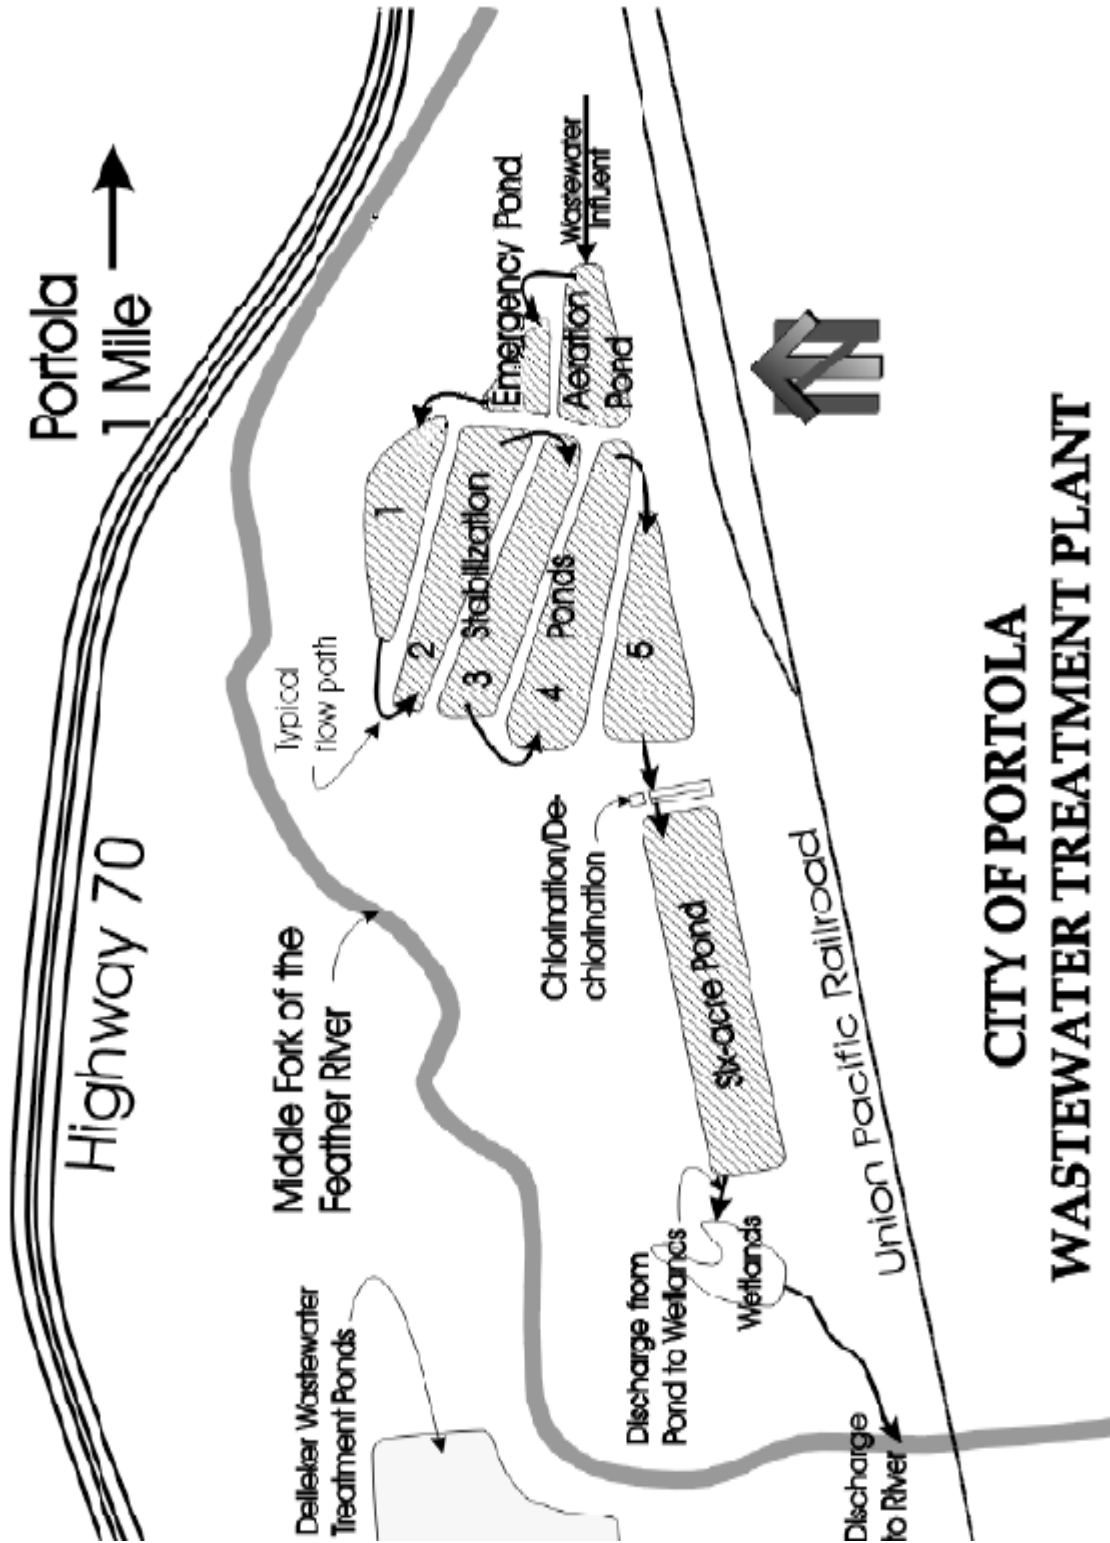 Portola
1 Mile
Highway 70
Middle Fork of the
Feather River
Delleker Wastewater
Treatment Ponds
Typical
flow path
Emergency Pond
Wastewater
Influent
Aeration
Pond
1
2
Stabilization
3
Ponds
4
5
Chlorination/De-
chlorination
Six-acre Pond
Discharge from
Pond to Wetlands
Wetlands
Discharge
to River
Union Pacific Railroad
N
CITY OF PORTOLA
WASTEWATER TREATMENT PLANT